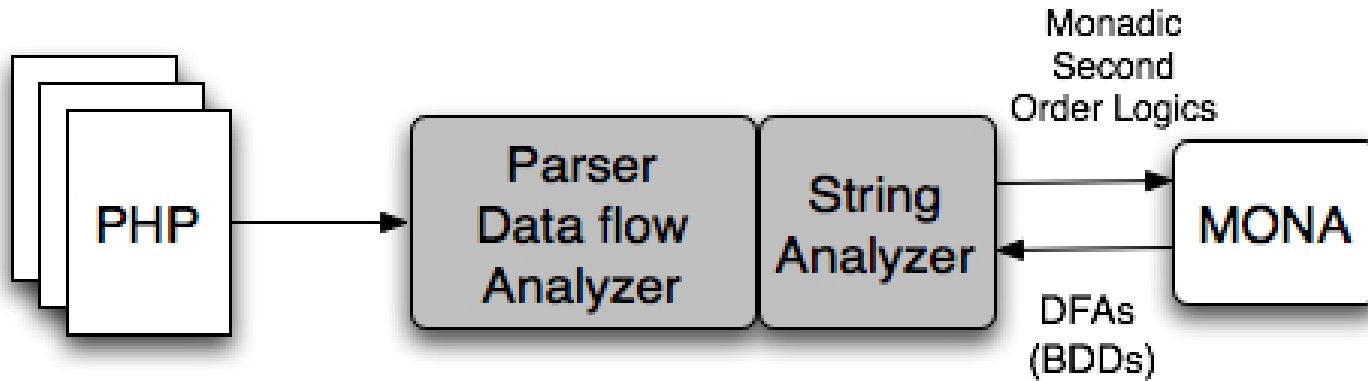 PHP
Parser
Data flow
Analyzer
String
Analyzer
Monadic
Second
Order Logics
MONA
DFAs
(BDDs)